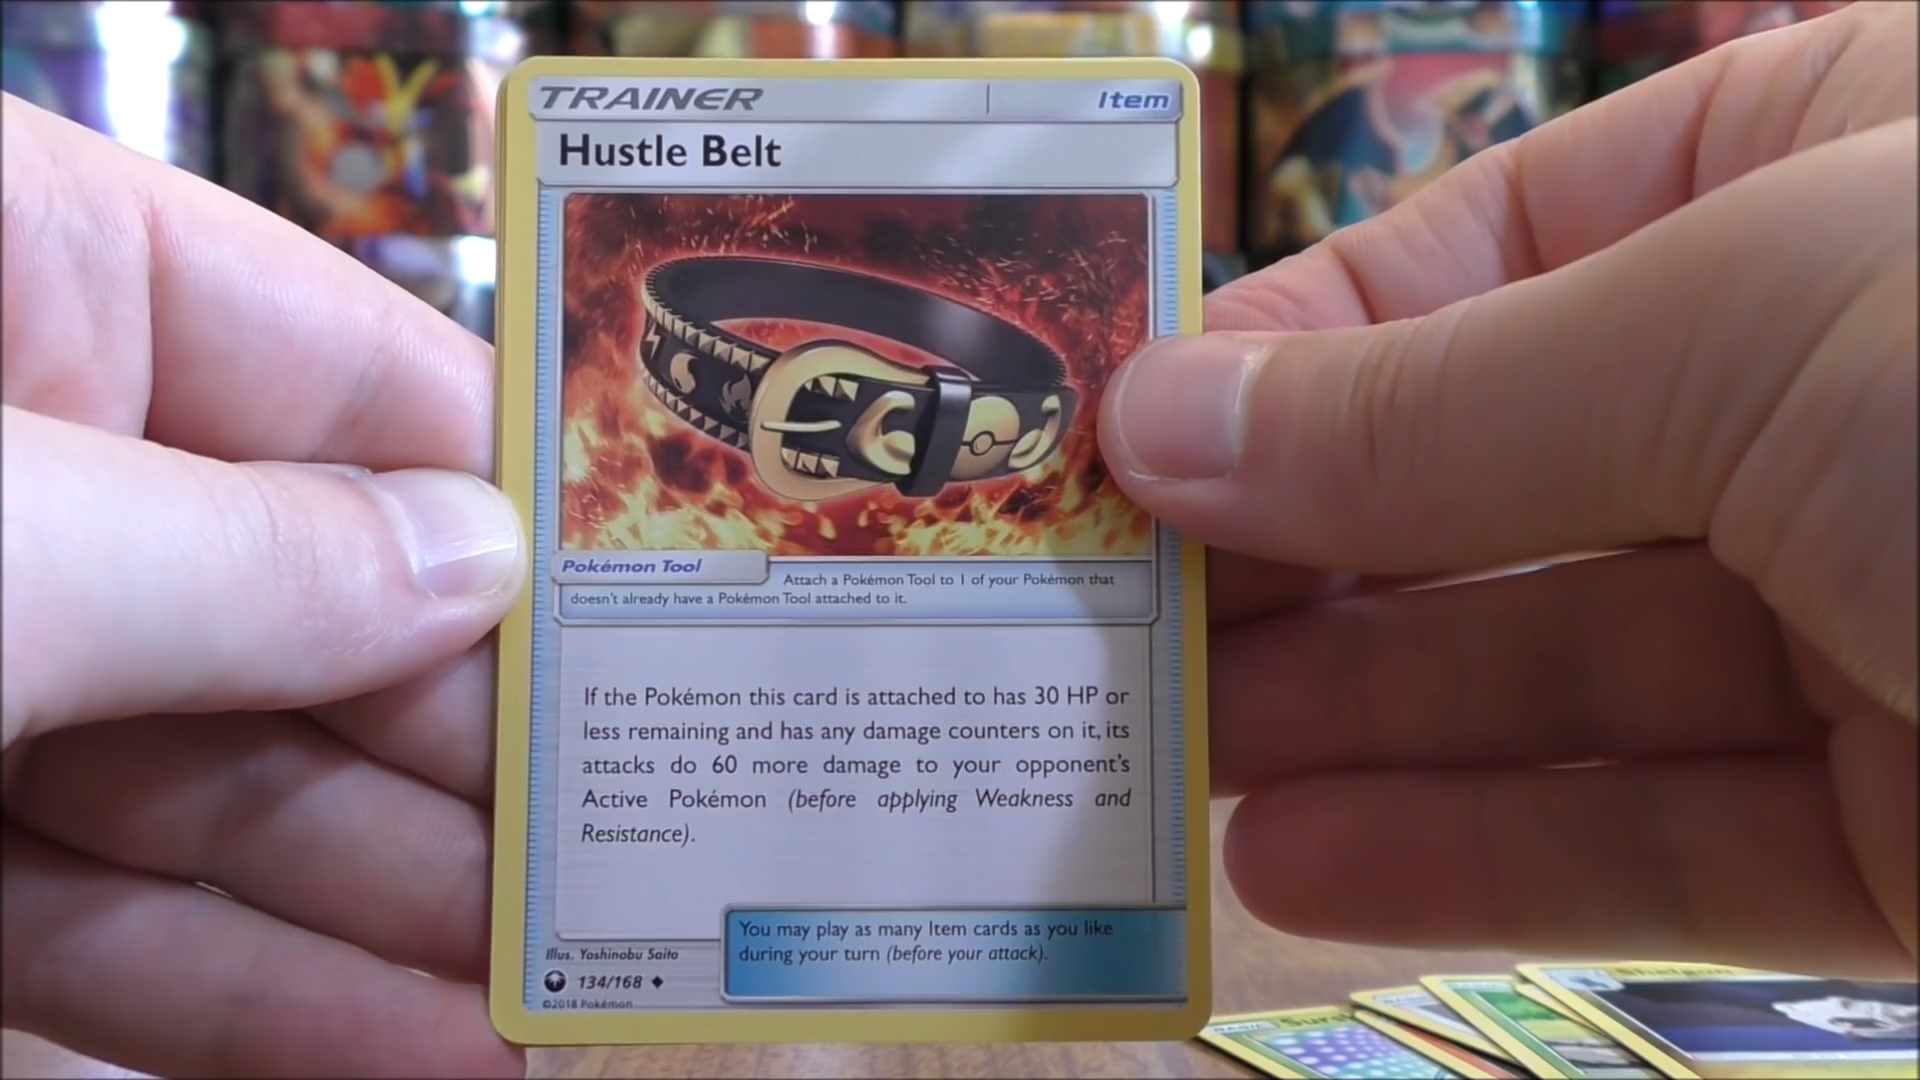 TRAINER Item
Hustle Belt
Pokémon Tool
Attach a Pokémon Tool to 1 of your Pokémon that
doesn't already have a Pokémon Tool attached to it.
If the Pokémon this card is attached to has 30 HP or
less remaining and has any damage counters on it, its
attacks do 60 more damage to your opponent's
Active Pokémon (before applying Weakness and
Resistance).
You may play as many Item cards as you like
during your turn (before your attack).
Illus. Yoshinobu Saito
134/168
©2018 Pokémon
BASIC